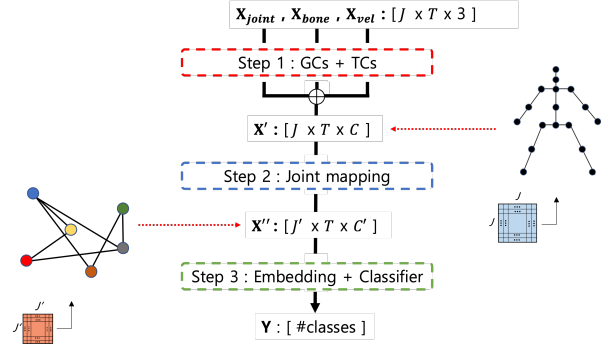 X_joint , X_bone , X_vel : [ J x T x 3 ]
Step 1 : GCs + TCs
X′ : [ J x T x C ]
Step 2 : Joint mapping
J
J
X′′ : [ J′ x T x C′ ]
Step 3 : Embedding + Classifier
J′
J′
Y : [ #classes ]